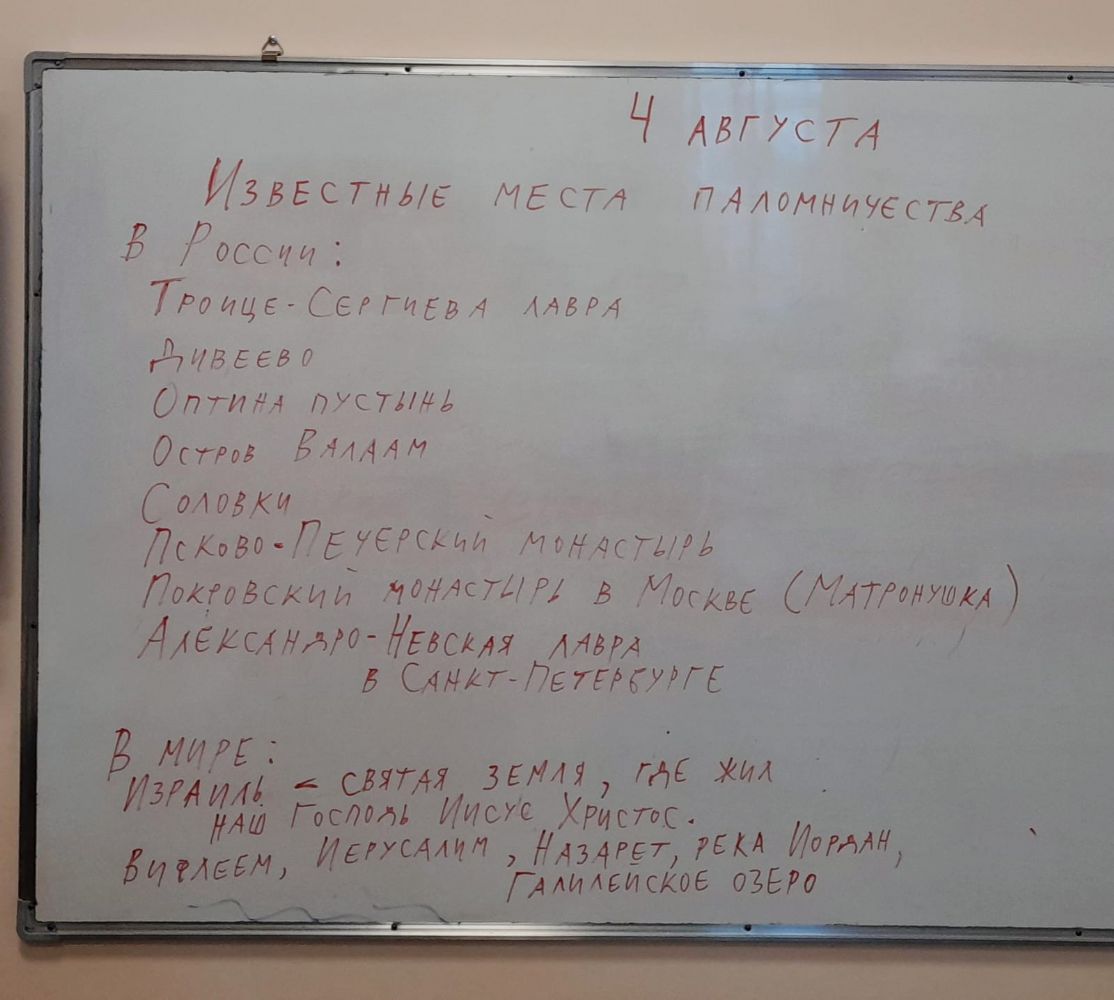 4 августа
Известные места паломничества
В России:
Троице-Сергиева лавра
Дивеево
Оптина пустынь
Остров Валаам
Соловки
Псково-Печерский монастырь
Покровский монастырь в Москве (Матронушка)
Александро-Невская лавра
в Санкт-Петербурге
В мире:
Израиль – святая земля, где жил
наш Господь Иисус Христос.
Вифлеем, Иерусалим, Назарет, река Иордан,
Галилейское озеро